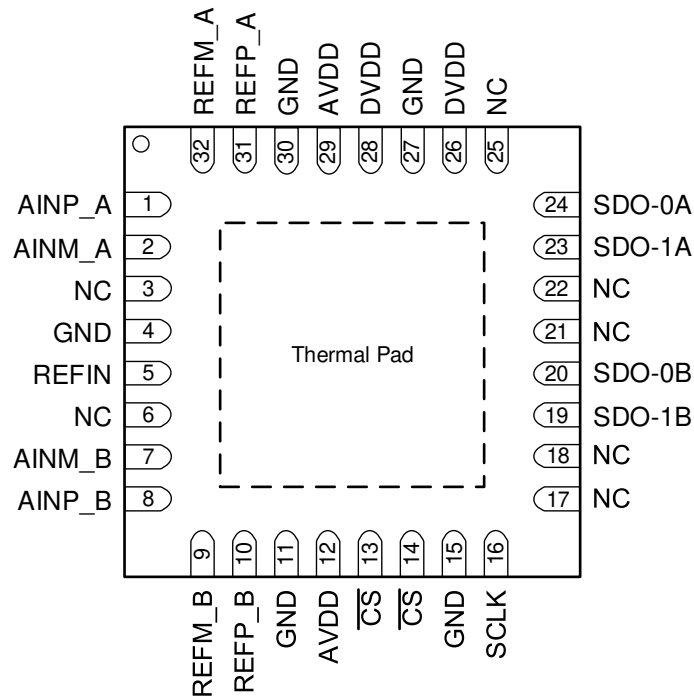 REFM_A
REFP_A
GND
AVDD
DVDD
GND
DVDD
NC
32
31
30
29
28
27
26
25
AINP_A 1
AINM_A 2
NC 3
GND 4
REFIN 5
NC 6
AINM_B 7
AINP_B 8
Thermal Pad
24 SDO-0A
23 SDO-1A
22 NC
21 NC
20 SDO-0B
19 SDO-1B
18 NC
17 NC
9
10
11
12
13
14
15
16
REFM_B
REFP_B
GND
AVDD
C̅S̅
C̅S̅
GND
SCLK